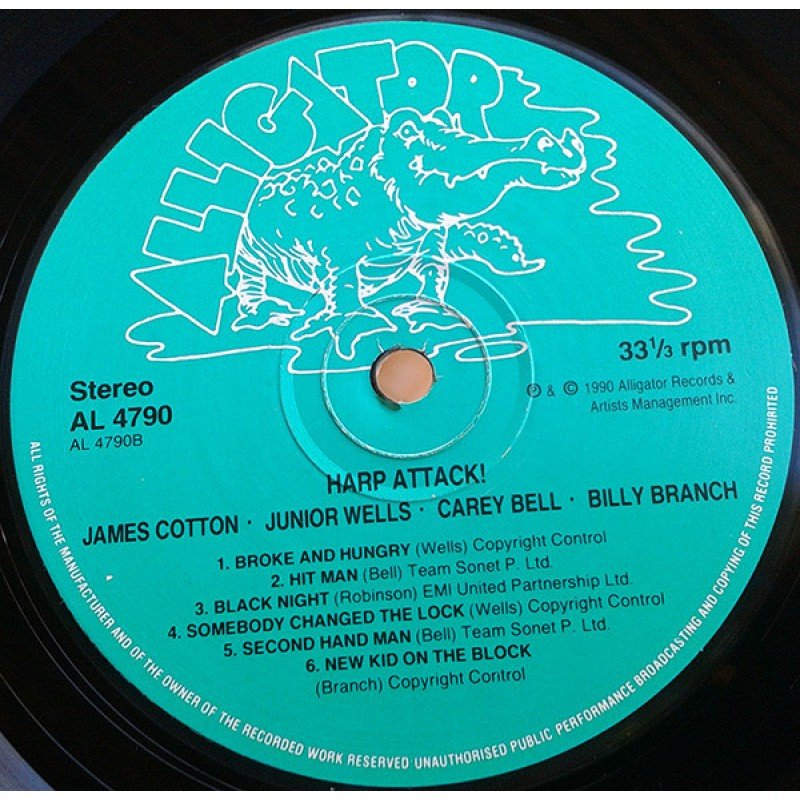 ALLIGATOR
33⅓ rpm
Stereo
AL 4790
AL 4790B
℗ & © 1990 Alligator Records &
Artists Management Inc.
HARP ATTACK!
JAMES COTTON · JUNIOR WELLS · CAREY BELL · BILLY BRANCH
1. BROKE AND HUNGRY (Wells) Copyright Control
2. HIT MAN (Bell) Team Sonet P. Ltd.
3. BLACK NIGHT (Robinson) EMI United Partnership Ltd.
4. SOMEBODY CHANGED THE LOCK (Wells) Copyright Control
5. SECOND HAND MAN (Bell) Team Sonet P. Ltd.
6. NEW KID ON THE BLOCK
(Branch) Copyright Control
ALL RIGHTS OF THE MANUFACTURER AND OF THE OWNER OF THE RECORDED WORK RESERVED UNAUTHORISED PUBLIC PERFORMANCE BROADCASTING AND COPYING OF THIS RECORD PROHIBITED